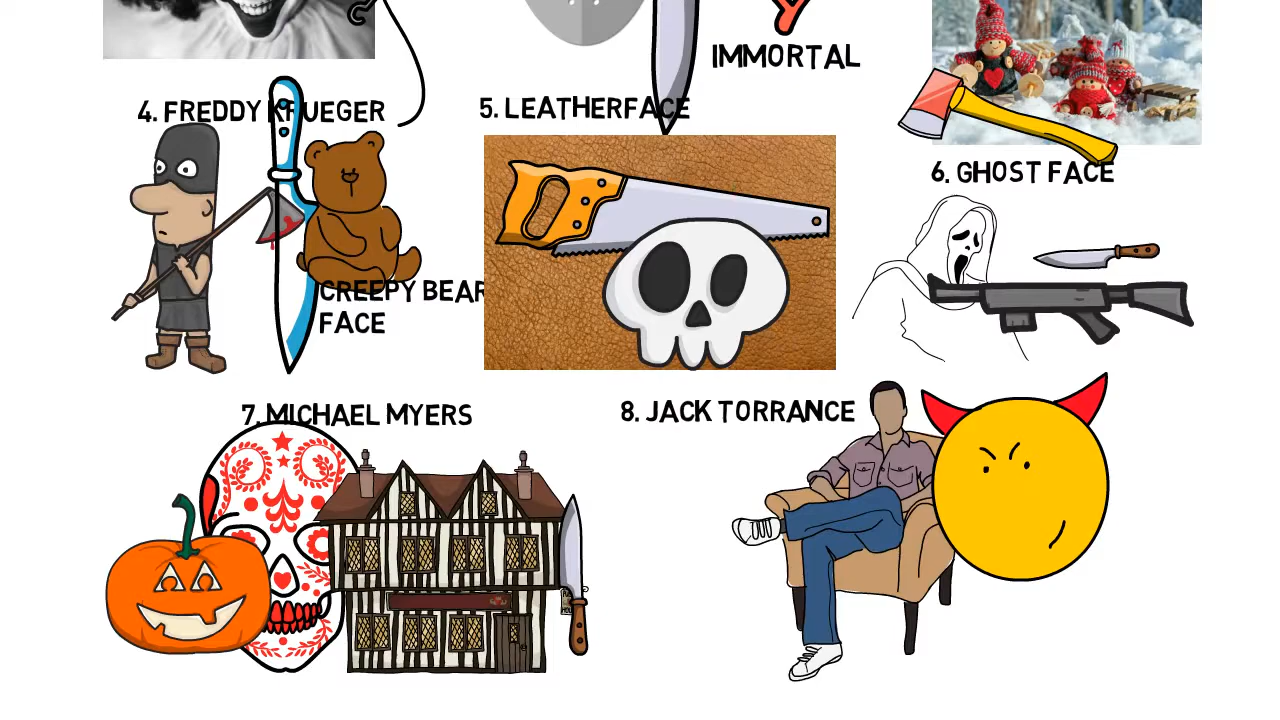 IMMORTAL
4. FREDDY KRUEGER
5. LEATHERFACE
6. GHOST FACE
CREEPY BEAR
FACE
7. MICHAEL MYERS
8. JACK TORRANCE